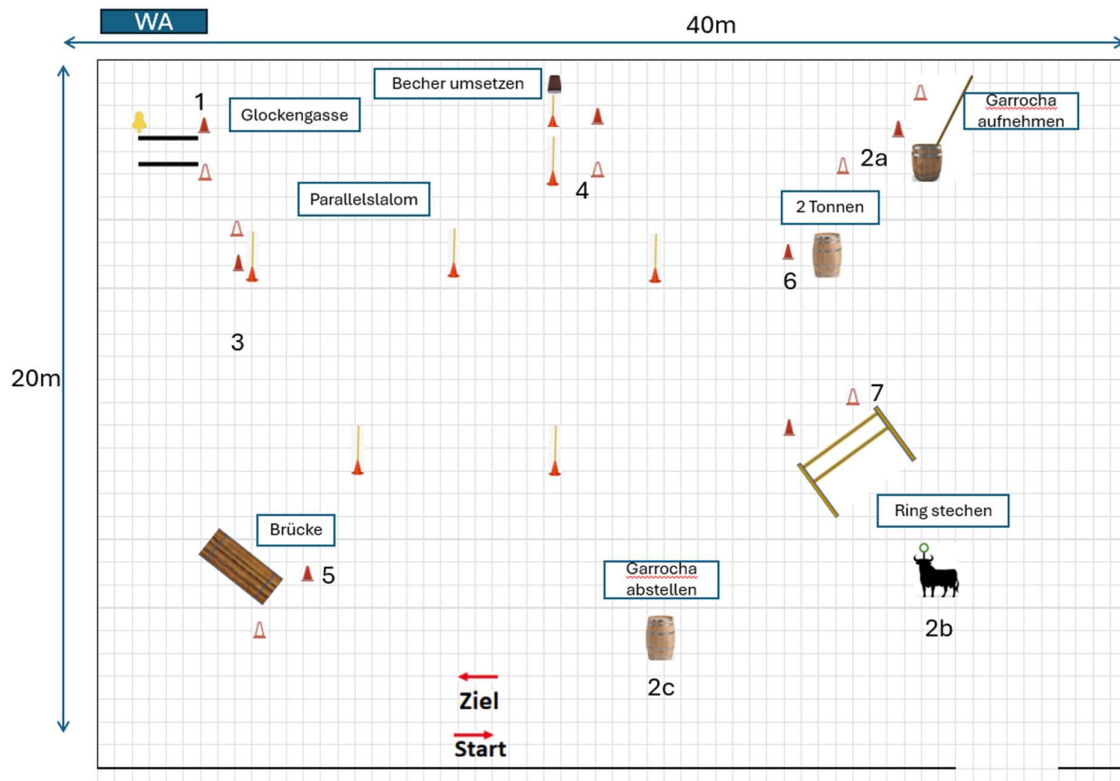 WA
40m
Becher umsetzen
1
Glockengasse
Garrocha
aufnehmen
2a
4
Parallelslalom
2 Tonnen
6
3
20m
7
Ring stechen
Brücke
5
Garrocha
abstellen
2b
2c
Ziel
Start